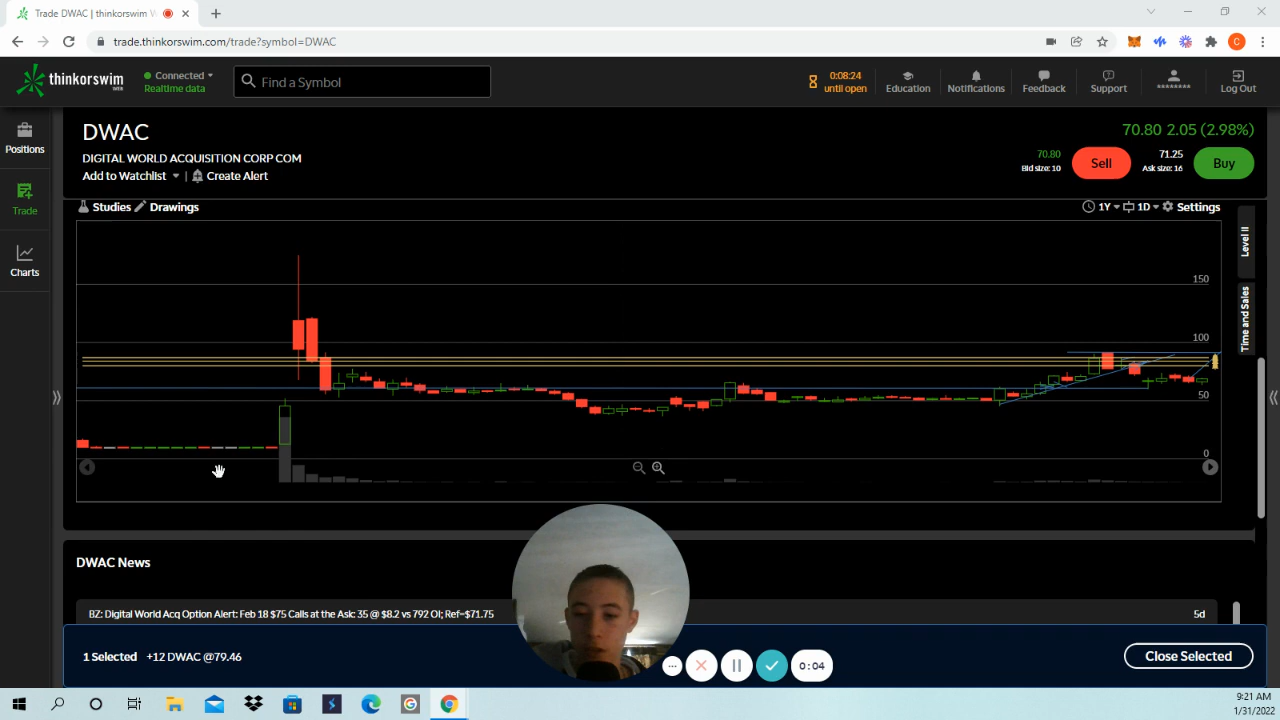 Trade DWAC | thinkorswim
trade.thinkorswim.com/trade?symbol=DWAC
C
thinkorswim
WEB
Connected
Realtime data
Find a Symbol
0:08:24
until open
Education
Notifications
Feedback
Support
********
Log Out
Positions
Trade
Charts
DWAC
70.80 2.05 (2.98%)
DIGITAL WORLD ACQUISITION CORP COM
Add to Watchlist
Create Alert
70.80
Bid size: 10
Sell
71.25
Ask size: 16
Buy
Studies
Drawings
1Y
1D
Settings
Level II
Time and Sales
150
100
50
0
DWAC News
BZ: Digital World Acq Option Alert: Feb 18 $75 Calls at the Ask: 35 @ $8.2 vs 792 OI; Ref=$71.75
5d
1 Selected +12 DWAC @79.46
Close Selected
0:04
9:21 AM
1/31/2022